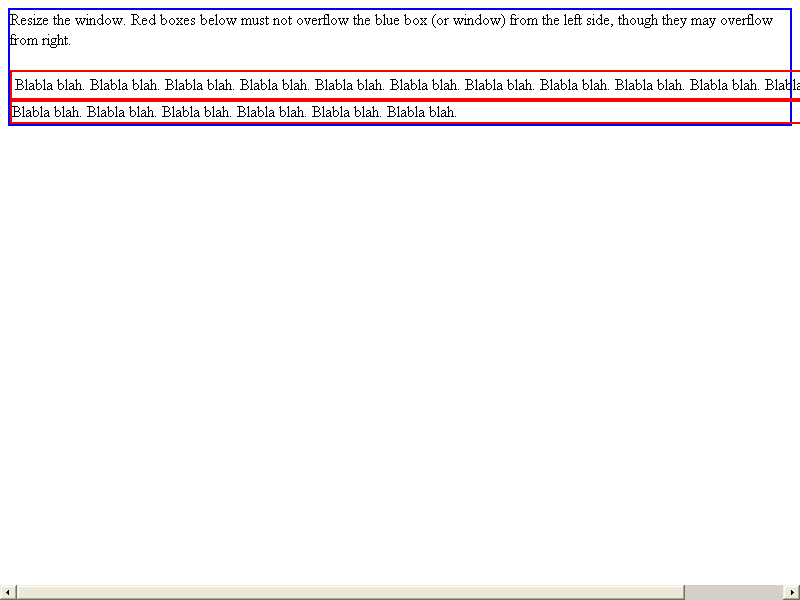 Resize the window. Red boxes below must not overflow the blue box (or window) from the left side, though they may overflow
from right.
Blabla blah. Blabla blah. Blabla blah. Blabla blah. Blabla blah. Blabla blah. Blabla blah. Blabla blah. Blabla blah. Blabla blah. Blabla
Blabla blah. Blabla blah. Blabla blah. Blabla blah. Blabla blah. Blabla blah.